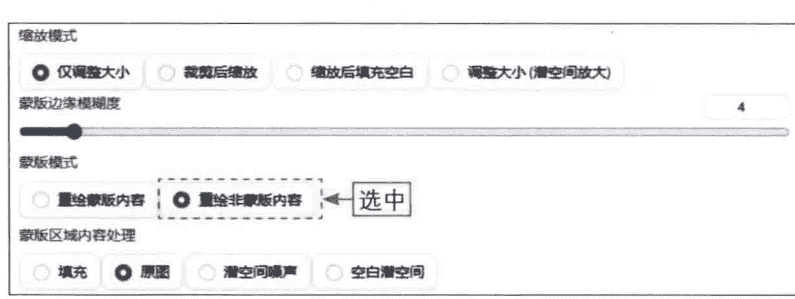 缩放模式
仅调整大小 裁剪后缩放 缩放后填充空白 调整大小 (潜空间放大)
蒙版边缘模糊度 4
蒙版模式
重绘蒙版内容 重绘非蒙版内容 选中
蒙版区域内容处理
填充 原图 潜空间噪声 空白潜空间